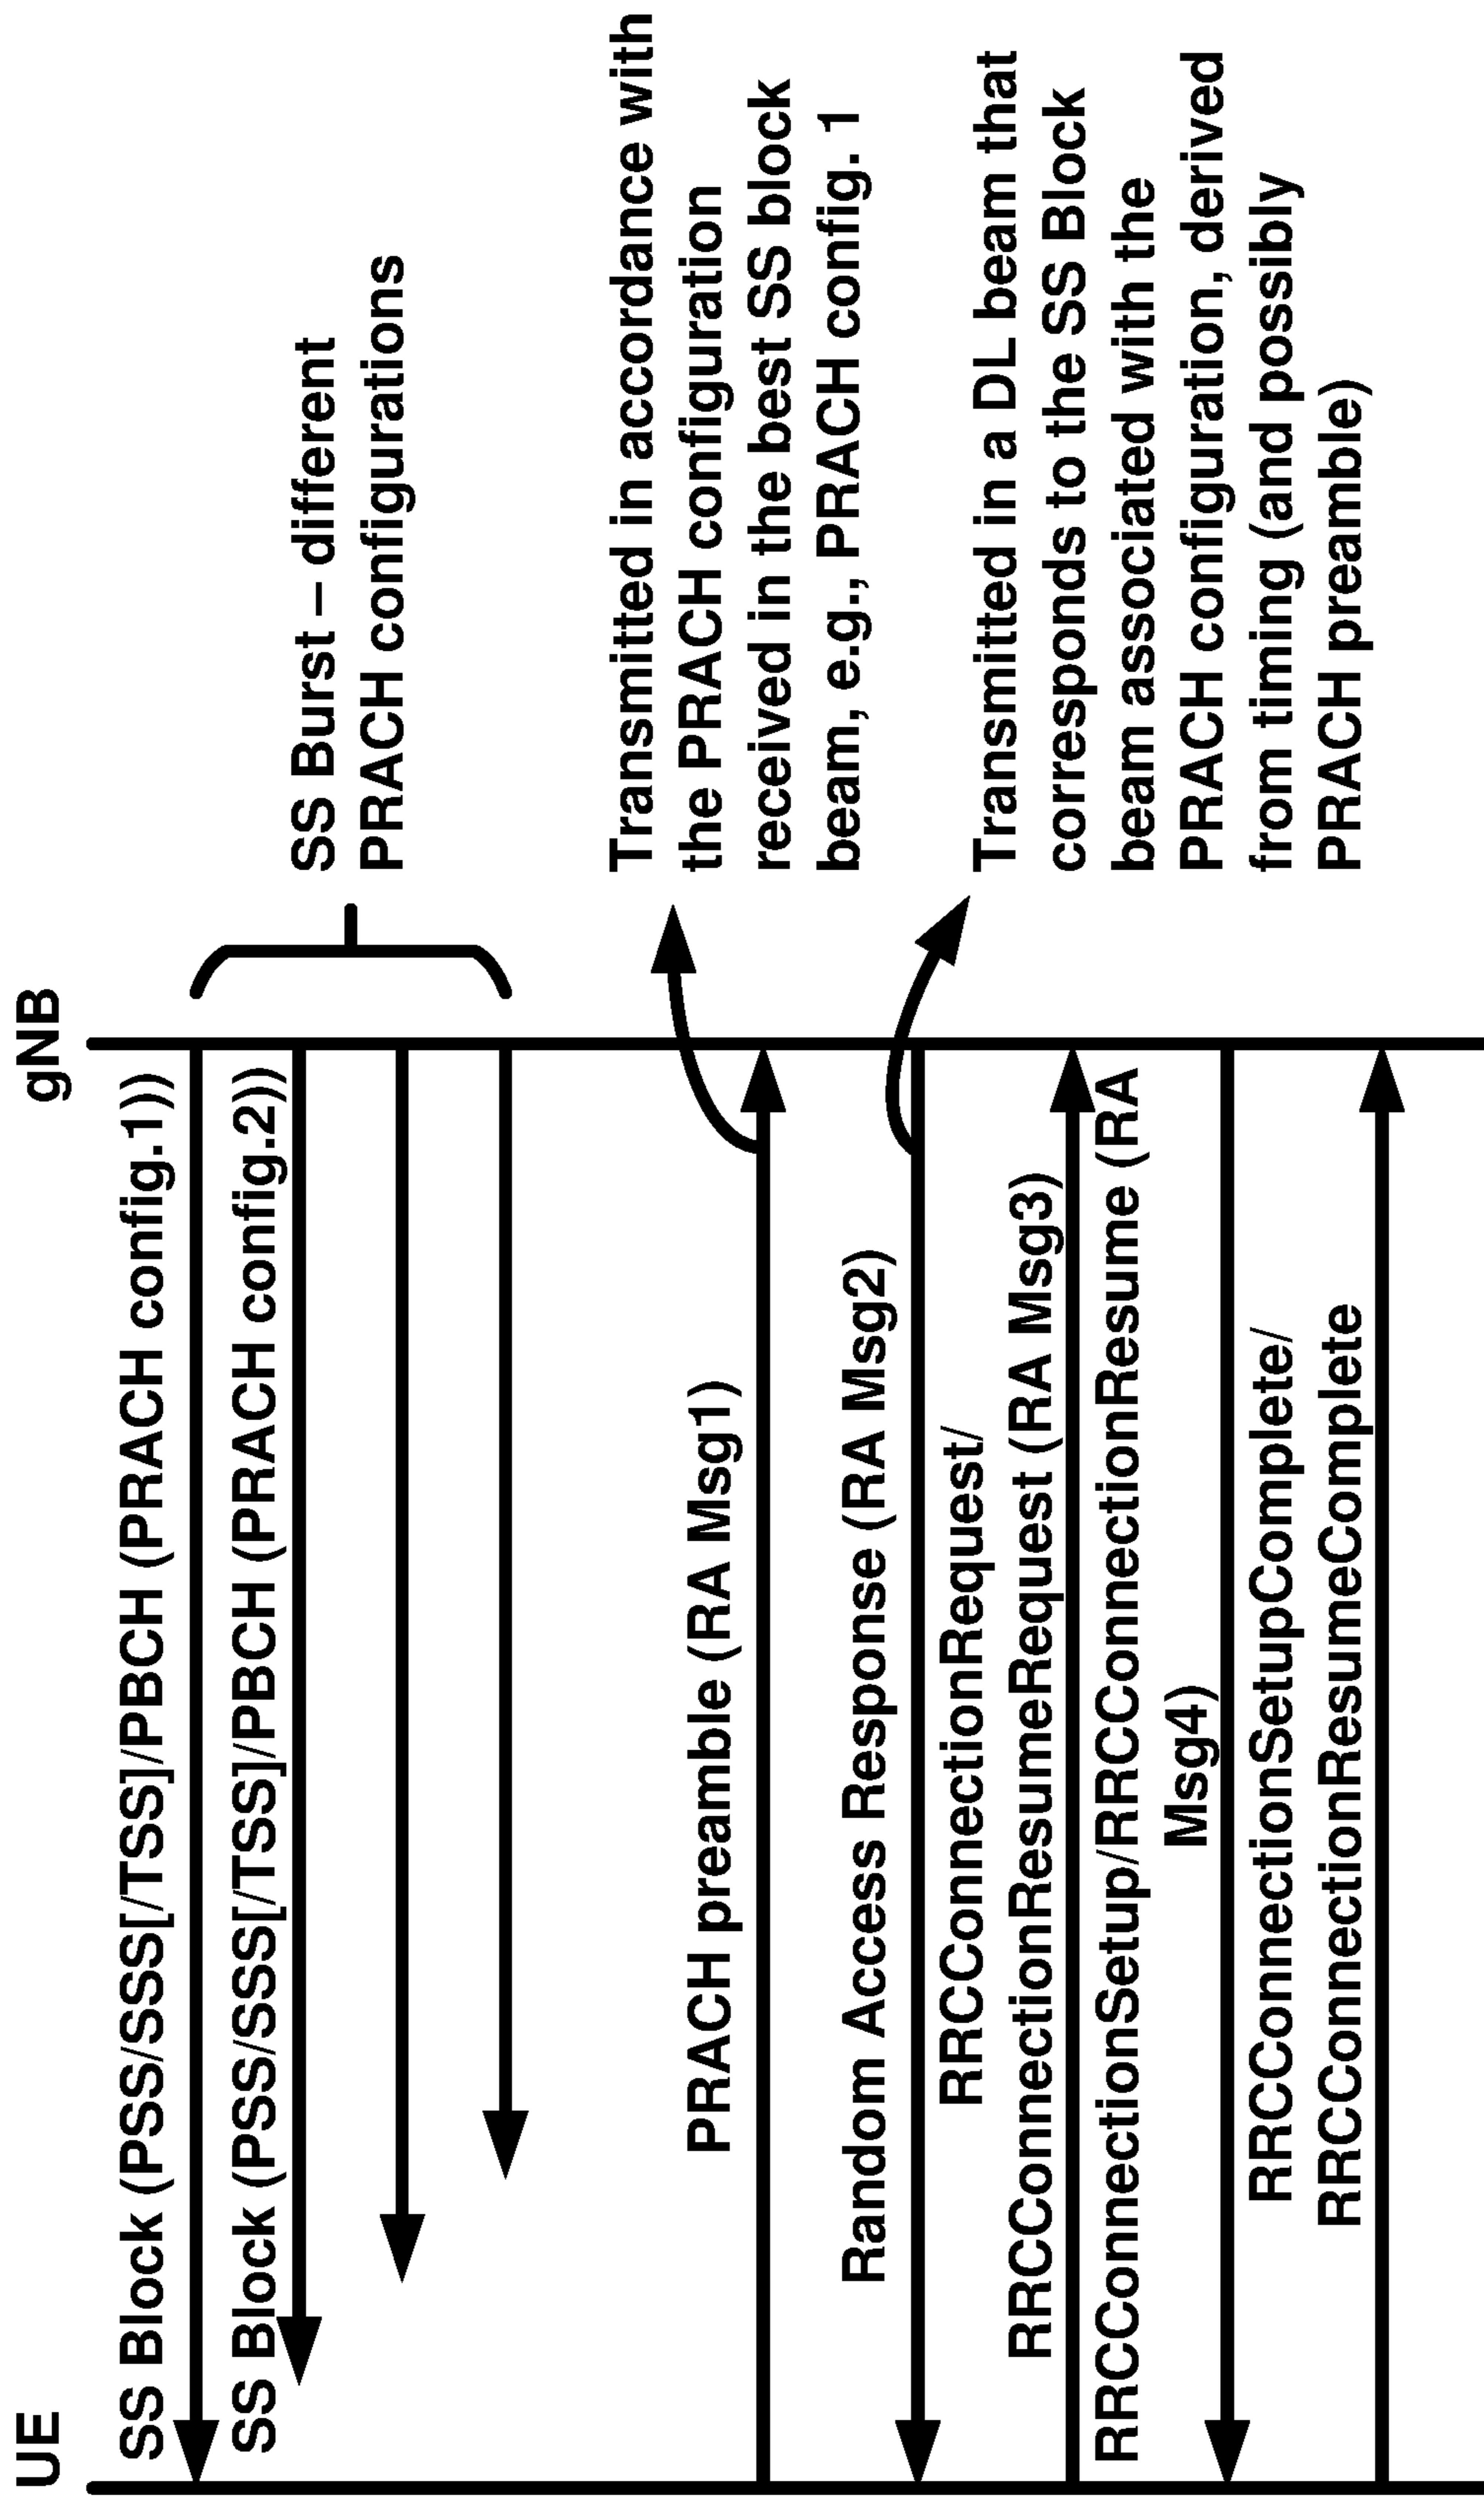 UE
gNB
SS Block (PSS/SSS[/TSS]/PBCH (PRACH config.1))
SS Block (PSS/SSS[/TSS]/PBCH (PRACH config.2))
SS Burst – different
PRACH configurations
PRACH preamble (RA Msg1)
Transmitted in accordance with
the PRACH configuration
received in the best SS block
beam, e.g., PRACH config. 1
Random Access Response (RA Msg2)
Transmitted in a DL beam that
corresponds to the SS Block
beam associated with the
PRACH configuration, derived
from timing (and possibly
PRACH preamble)
RRCConnectionRequest/
RRCConnectionResumeRequest (RA Msg3)
RRCConnectionSetup/RRCConnectionResume (RA
Msg4)
RRCConnectionSetupComplete/
RRCConnectionResumeComplete